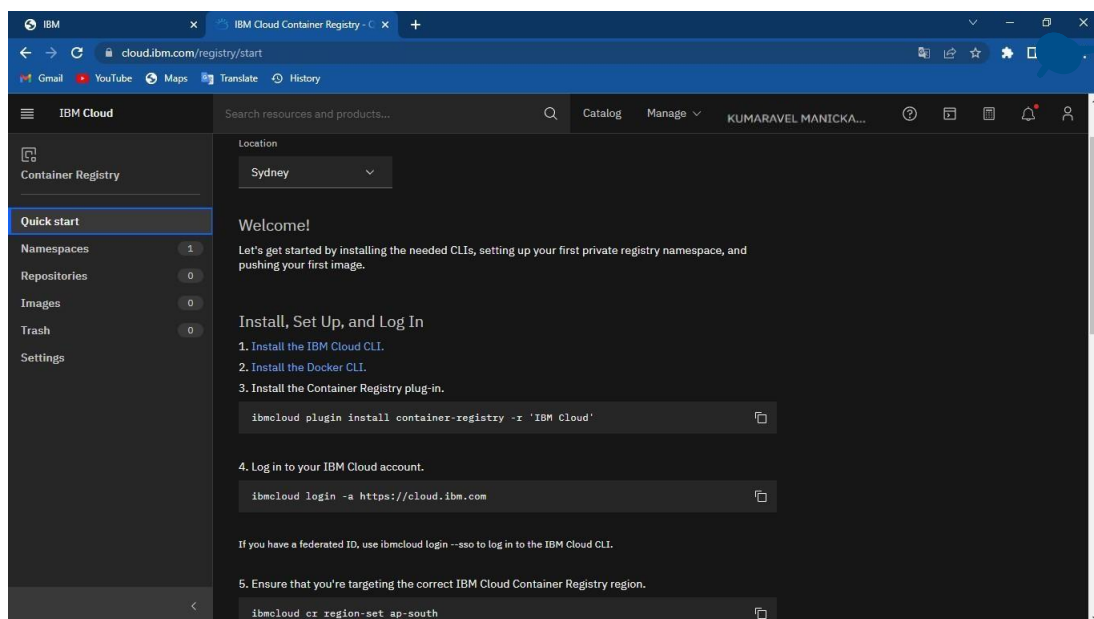 IBM
IBM Cloud Container Registry - C
cloud.ibm.com/registry/start
Gmail YouTube Maps Translate History
IBM Cloud
Search resources and products...
Catalog
Manage
KUMARAVEL MANICKA...
Container Registry
Quick start
Namespaces 1
Repositories 0
Images 0
Trash 0
Settings
Location
Sydney
Welcome!
Let's get started by installing the needed CLIs, setting up your first private registry namespace, and
pushing your first image.
Install, Set Up, and Log In
1. Install the IBM Cloud CLI.
2. Install the Docker CLI.
3. Install the Container Registry plug-in.
ibmcloud plugin install container-registry -r 'IBM Cloud'
4. Log in to your IBM Cloud account.
ibmcloud login -a https://cloud.ibm.com
If you have a federated ID, use ibmcloud login --sso to log in to the IBM Cloud CLI.
5. Ensure that you're targeting the correct IBM Cloud Container Registry region.
ibmcloud cr region-set ap-south